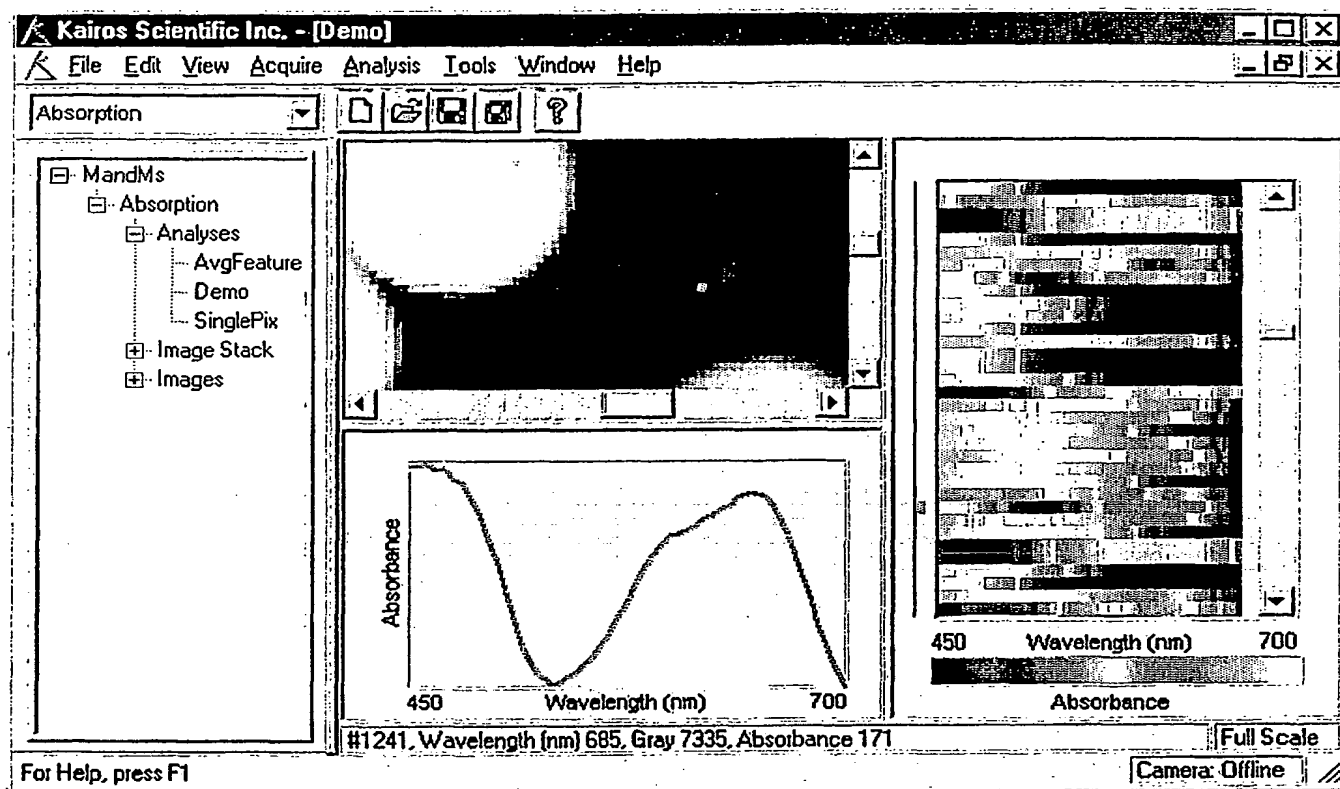 Kairos Scientific Inc. - [Demo]
File Edit View Acquire Analysis Tools Window Help
Absorption
MandMs
Absorption
Analyses
AvgFeature
Demo
SinglePix
Image Stack
Images
Absorbance
450 Wavelength (nm) 700
450 Wavelength (nm) 700
Absorbance
#1241, Wavelength (nm) 685, Gray 7335, Absorbance 171
Full Scale
For Help, press F1
Camera: Offline